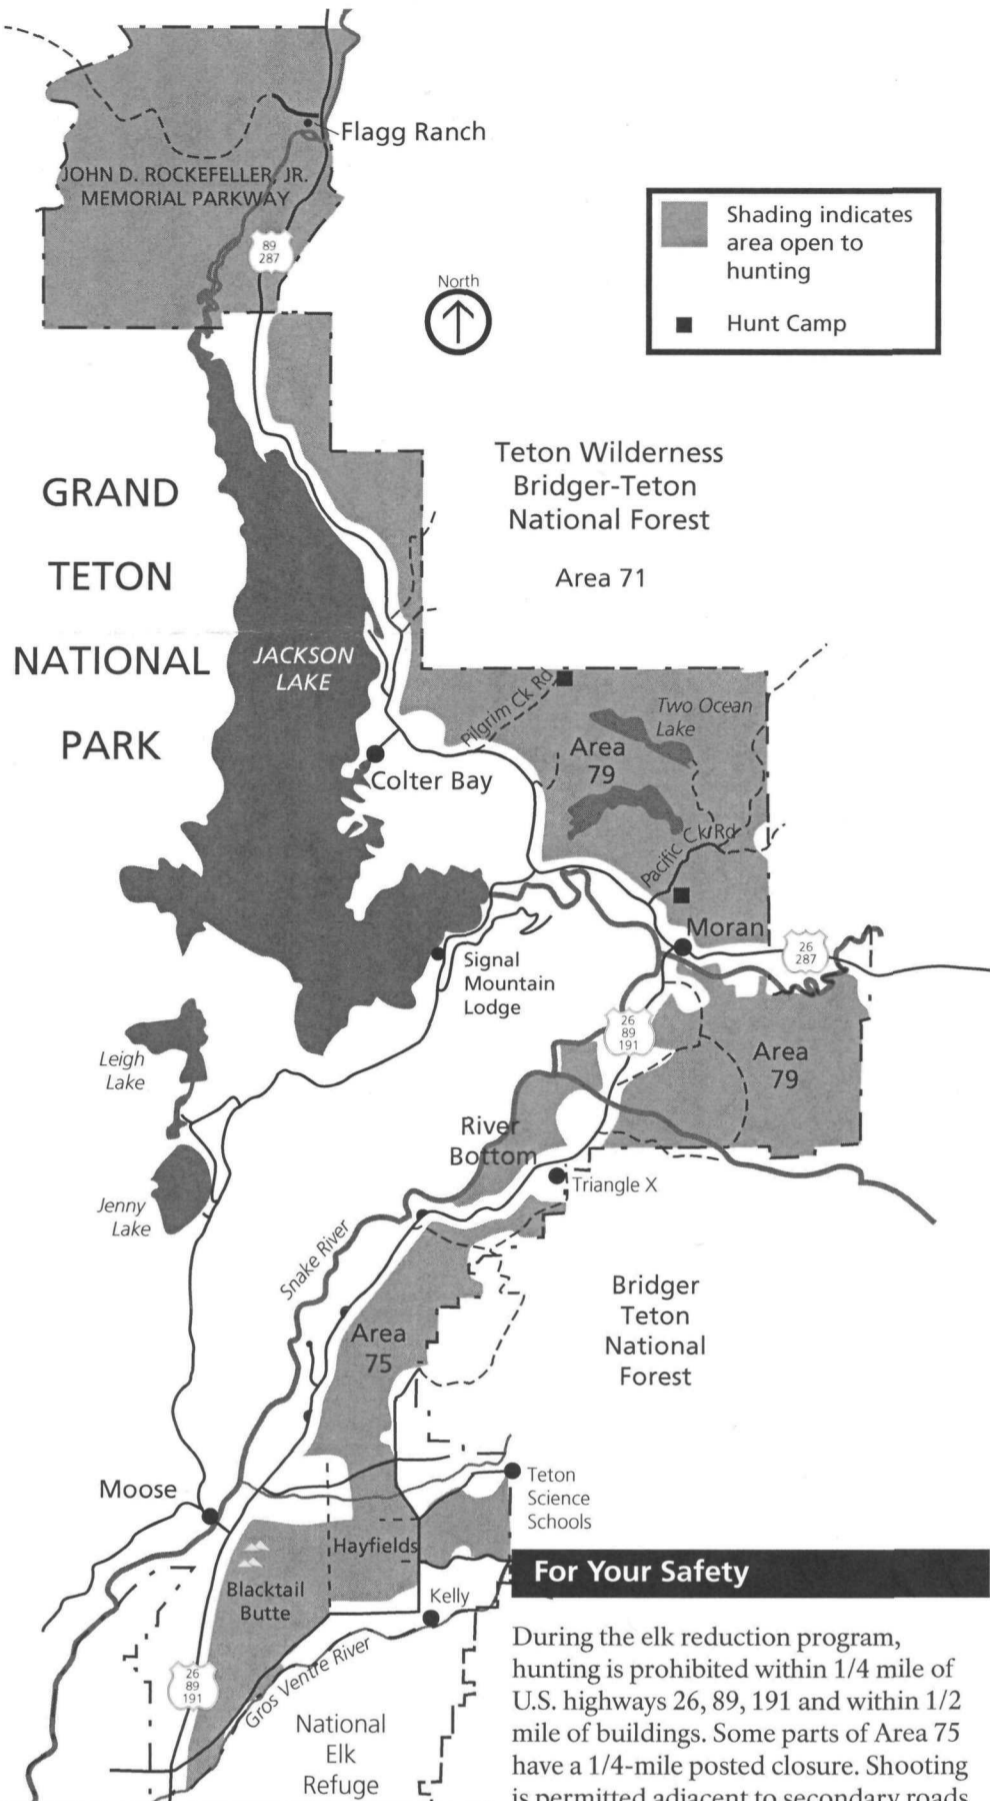 Flagg Ranch
JOHN D. ROCKEFELLER, JR.
MEMORIAL PARKWAY
89
287
Shading indicates
area open to
hunting
Hunt Camp
North
Teton Wilderness
Bridger-Teton
National Forest
Area 71
GRAND
TETON
NATIONAL
PARK
JACKSON
LAKE
Pilgrim Ck Rd
Two Ocean
Lake
Area
79
Colter Bay
Pacific Ck Rd
Moran
26
287
Signal
Mountain
Lodge
26
89
191
Leigh
Lake
Area
79
River
Bottom
Triangle X
Jenny
Lake
Snake River
Bridger
Teton
National
Forest
Area
75
Moose
Teton
Science
Schools
Hayfields
Blacktail
Butte
Kelly
26
89
191
Gros Ventre River
National
Elk
Refuge
For Your Safety
During the elk reduction program,
hunting is prohibited within 1/4 mile of
U.S. highways 26, 89, 191 and within 1/2
mile of buildings. Some parts of Area 75
have a 1/4-mile posted closure. Shooting
is permitted adjacent to secondary roads